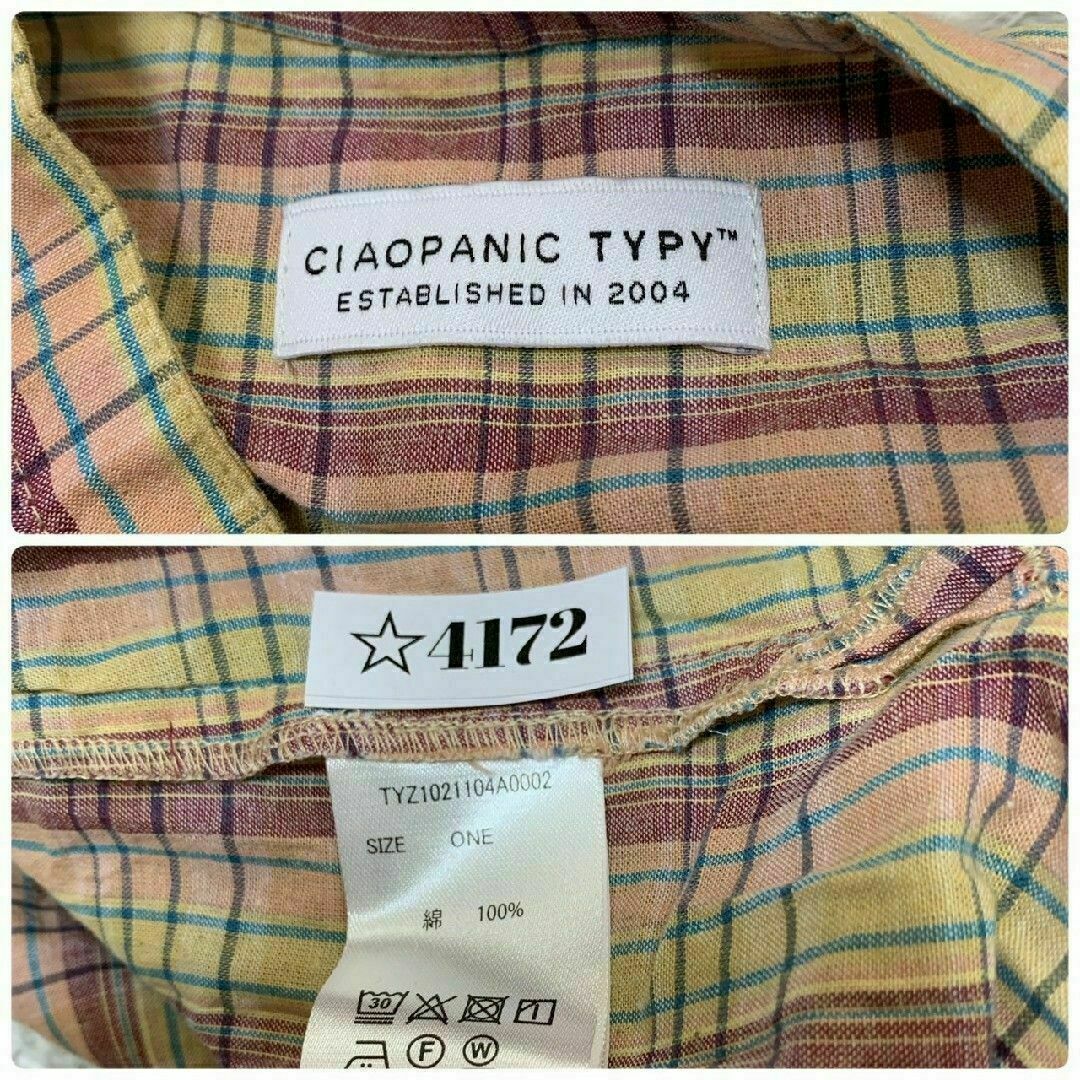 CIAOPANIC TYPY™
ESTABLISHED IN 2004
☆4172
TYZ1021104A0002
SIZE ONE
綿 100%
30
F W